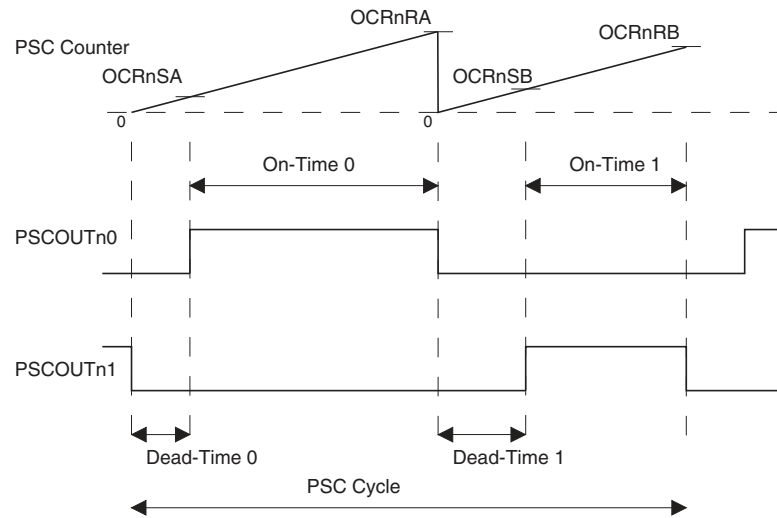 OCRnRA
OCRnRB
PSC Counter
OCRnSA
OCRnSB
0
0
On-Time 0
On-Time 1
PSCOUTn0
PSCOUTn1
Dead-Time 0
Dead-Time 1
PSC Cycle